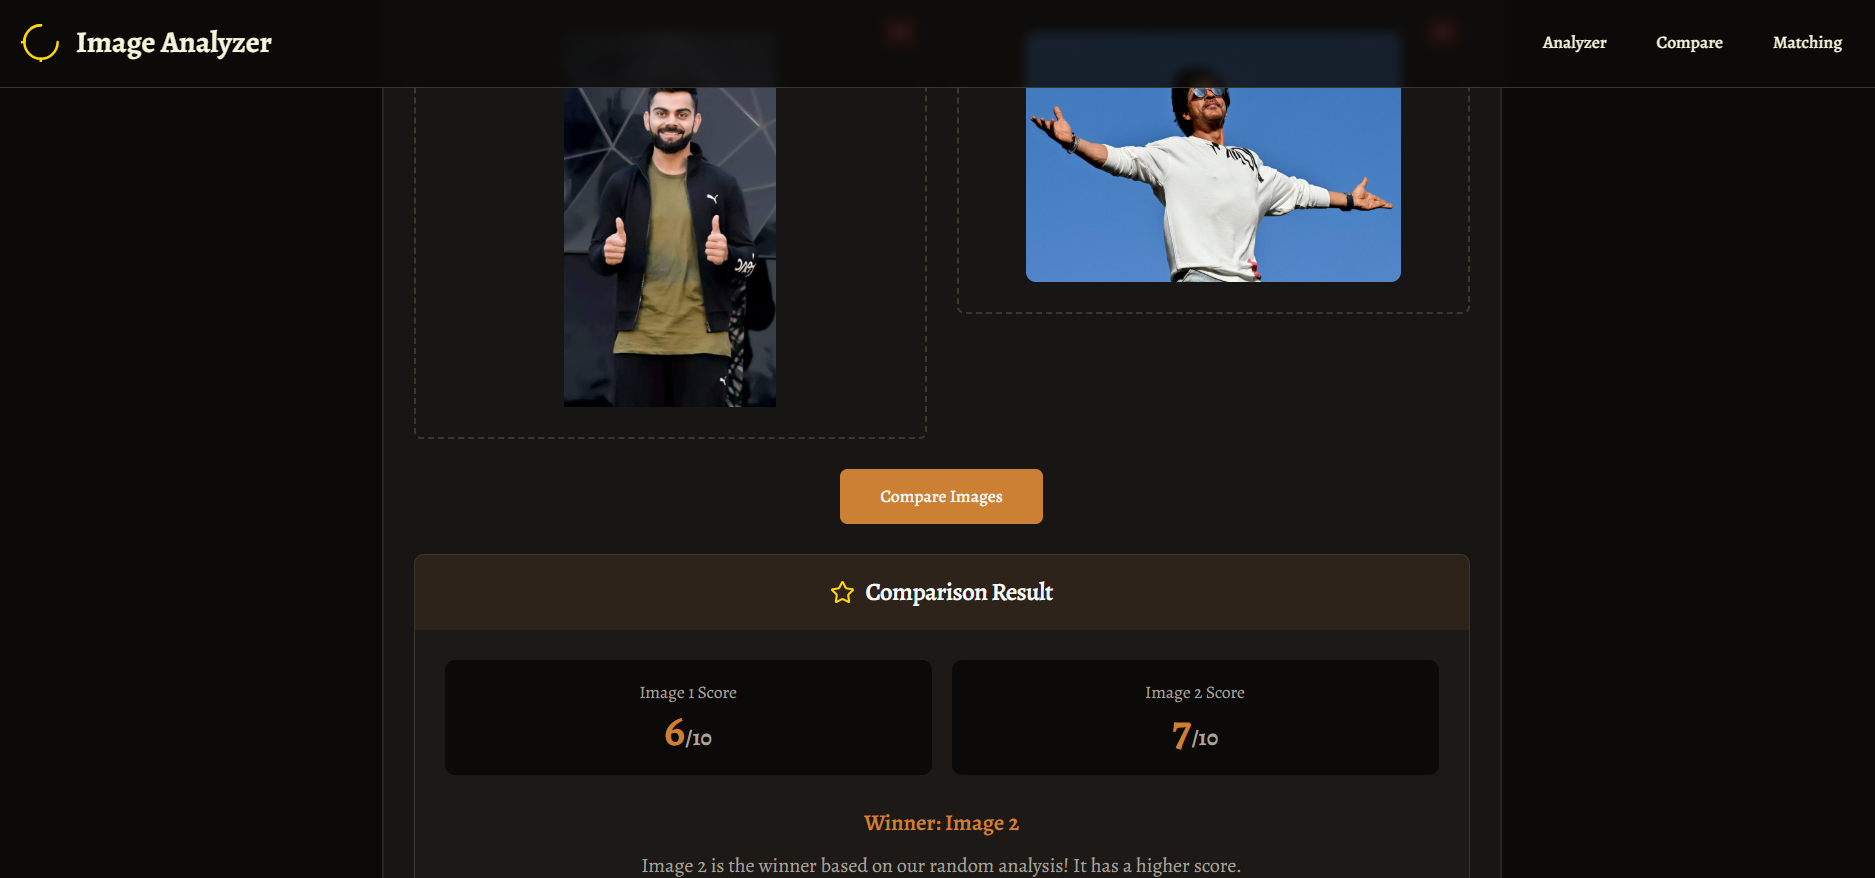 Image Analyzer
Analyzer
Compare
Matching
Compare Images
Comparison Result
Image 1 Score
6/10
Image 2 Score
7/10
Winner: Image 2
Image 2 is the winner based on our random analysis! It has a higher score.